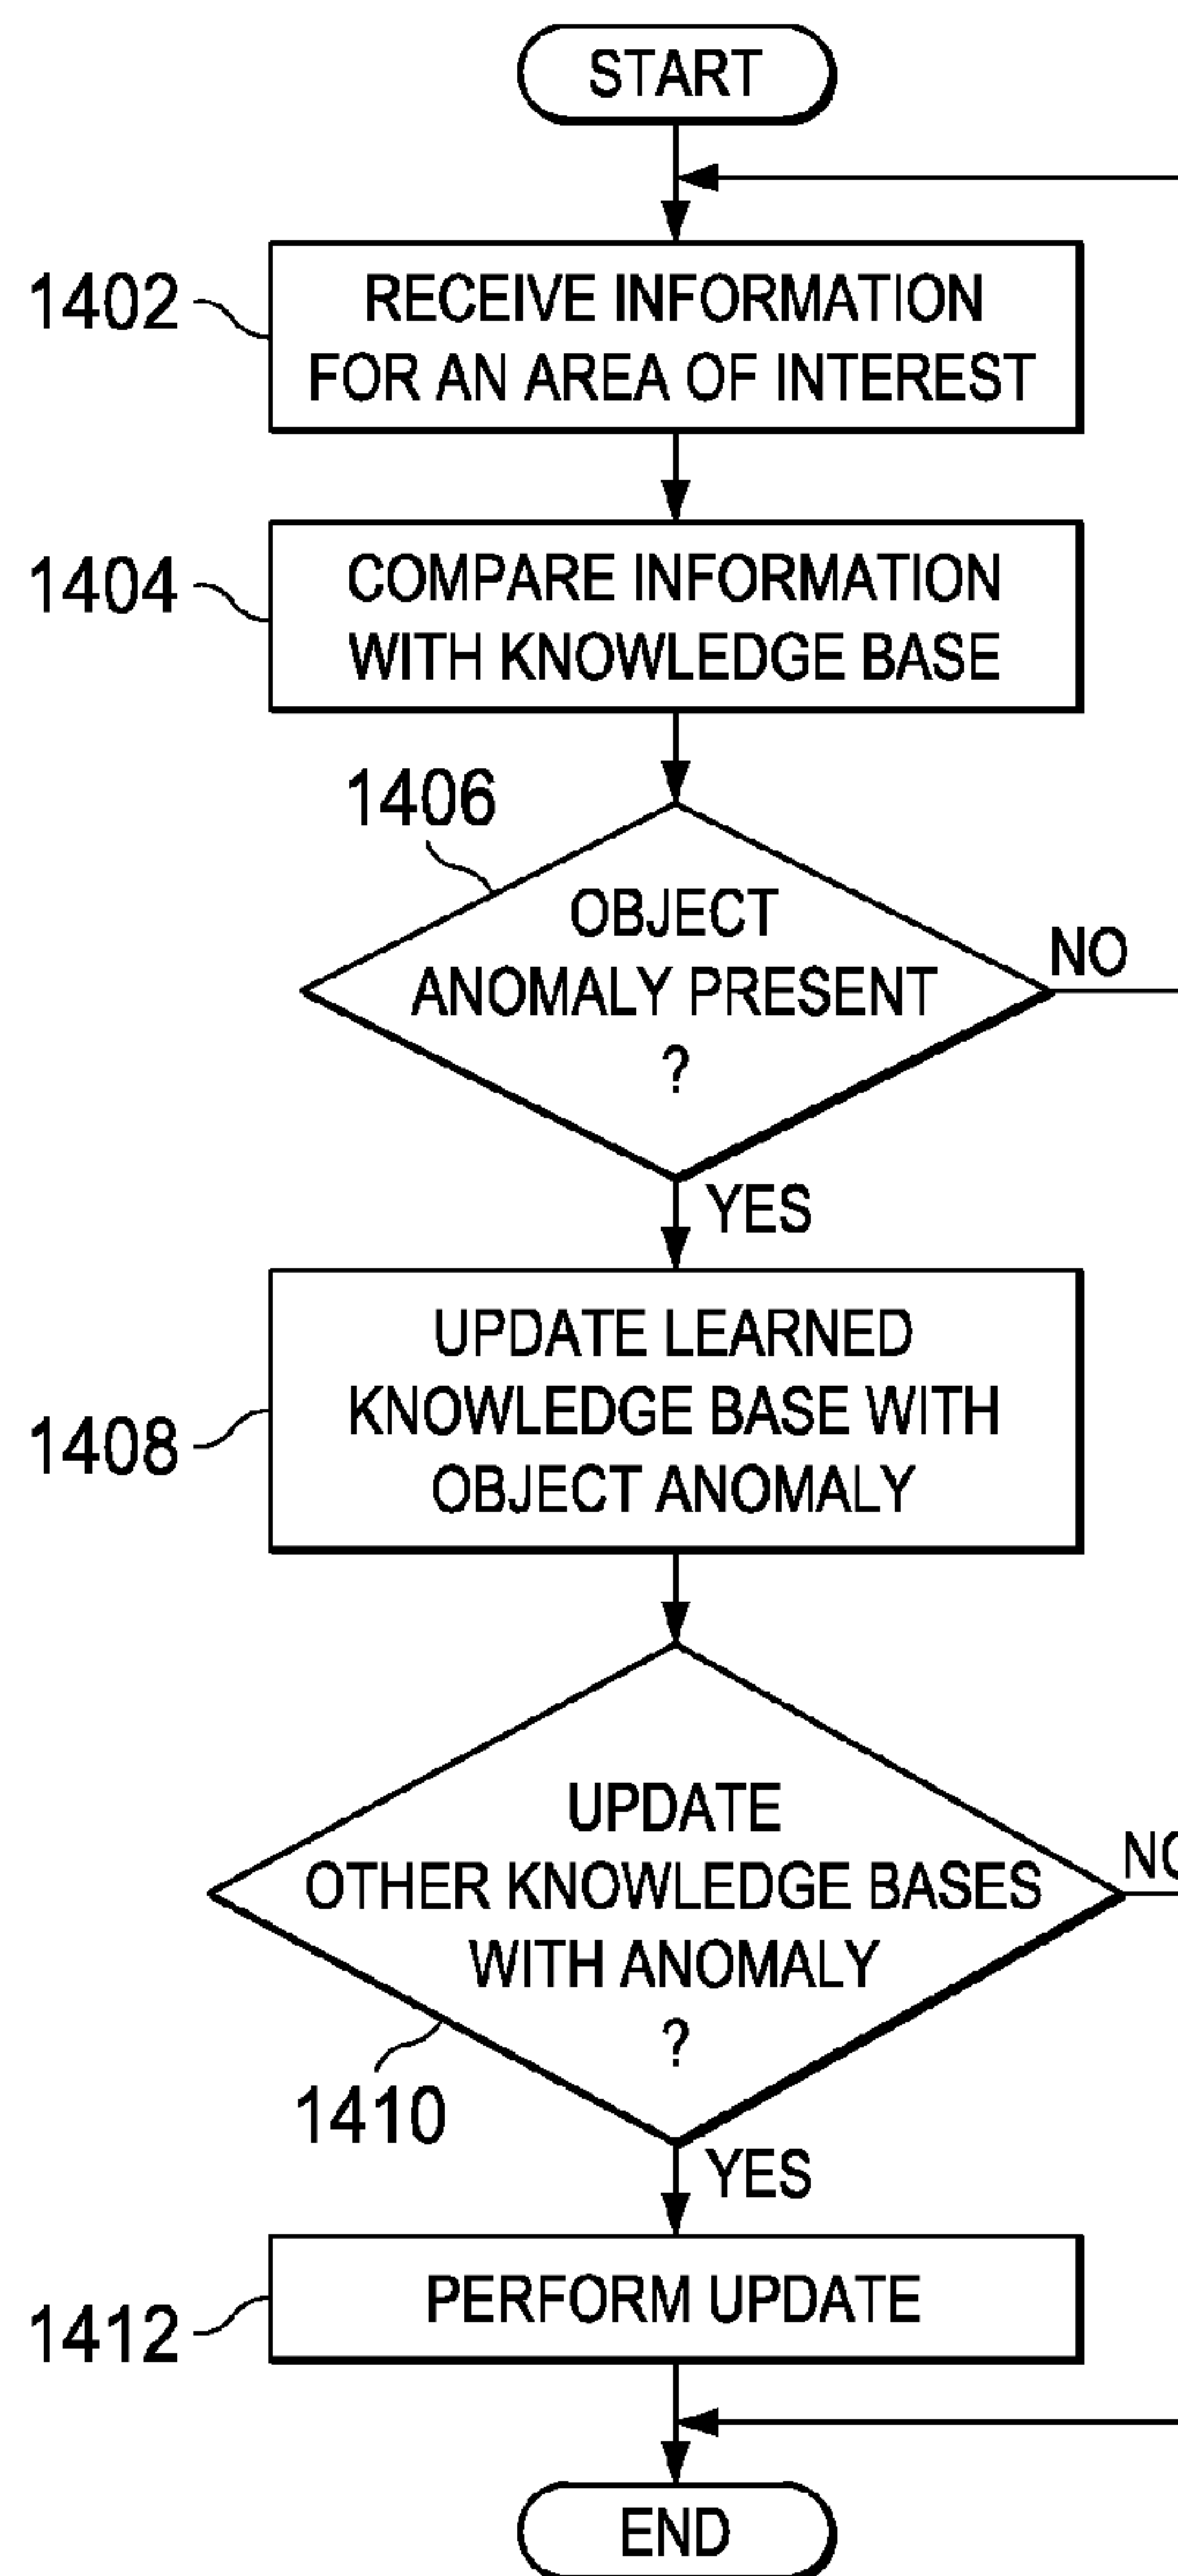 START
1402
RECEIVE INFORMATION
FOR AN AREA OF INTEREST
1404
COMPARE INFORMATION
WITH KNOWLEDGE BASE
1406
OBJECT
ANOMALY PRESENT
?
NO
YES
1408
UPDATE LEARNED
KNOWLEDGE BASE WITH
OBJECT ANOMALY
UPDATE
OTHER KNOWLEDGE BASES
WITH ANOMALY
?
NO
1410
YES
1412
PERFORM UPDATE
END